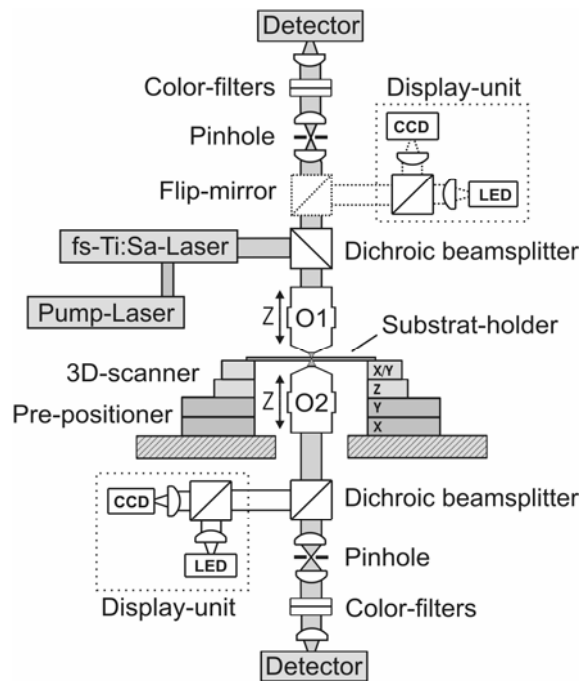 Detector
Color-filters
Display-unit
CCD
Pinhole
Flip-mirror
LED
fs-Ti:Sa-Laser
Dichroic beamsplitter
Pump-Laser
Z
O1
Substrat-holder
3D-scanner
X/Y
Z
Z
O2
Pre-positioner
Y
X
CCD
Dichroic beamsplitter
LED
Pinhole
Display-unit
Color-filters
Detector